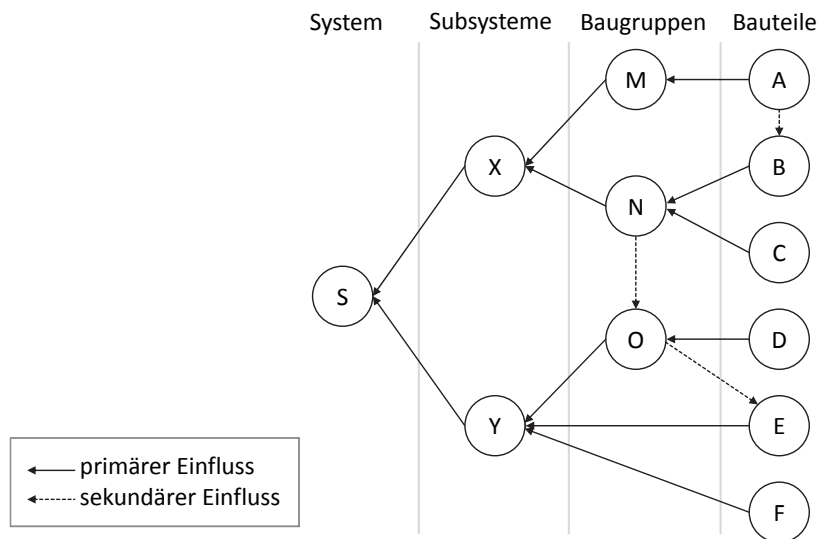 System Subsysteme Baugruppen Bauteile
M A
X B
N
C
S
O D
Y E
primärer Einfluss
sekundärer Einfluss
F